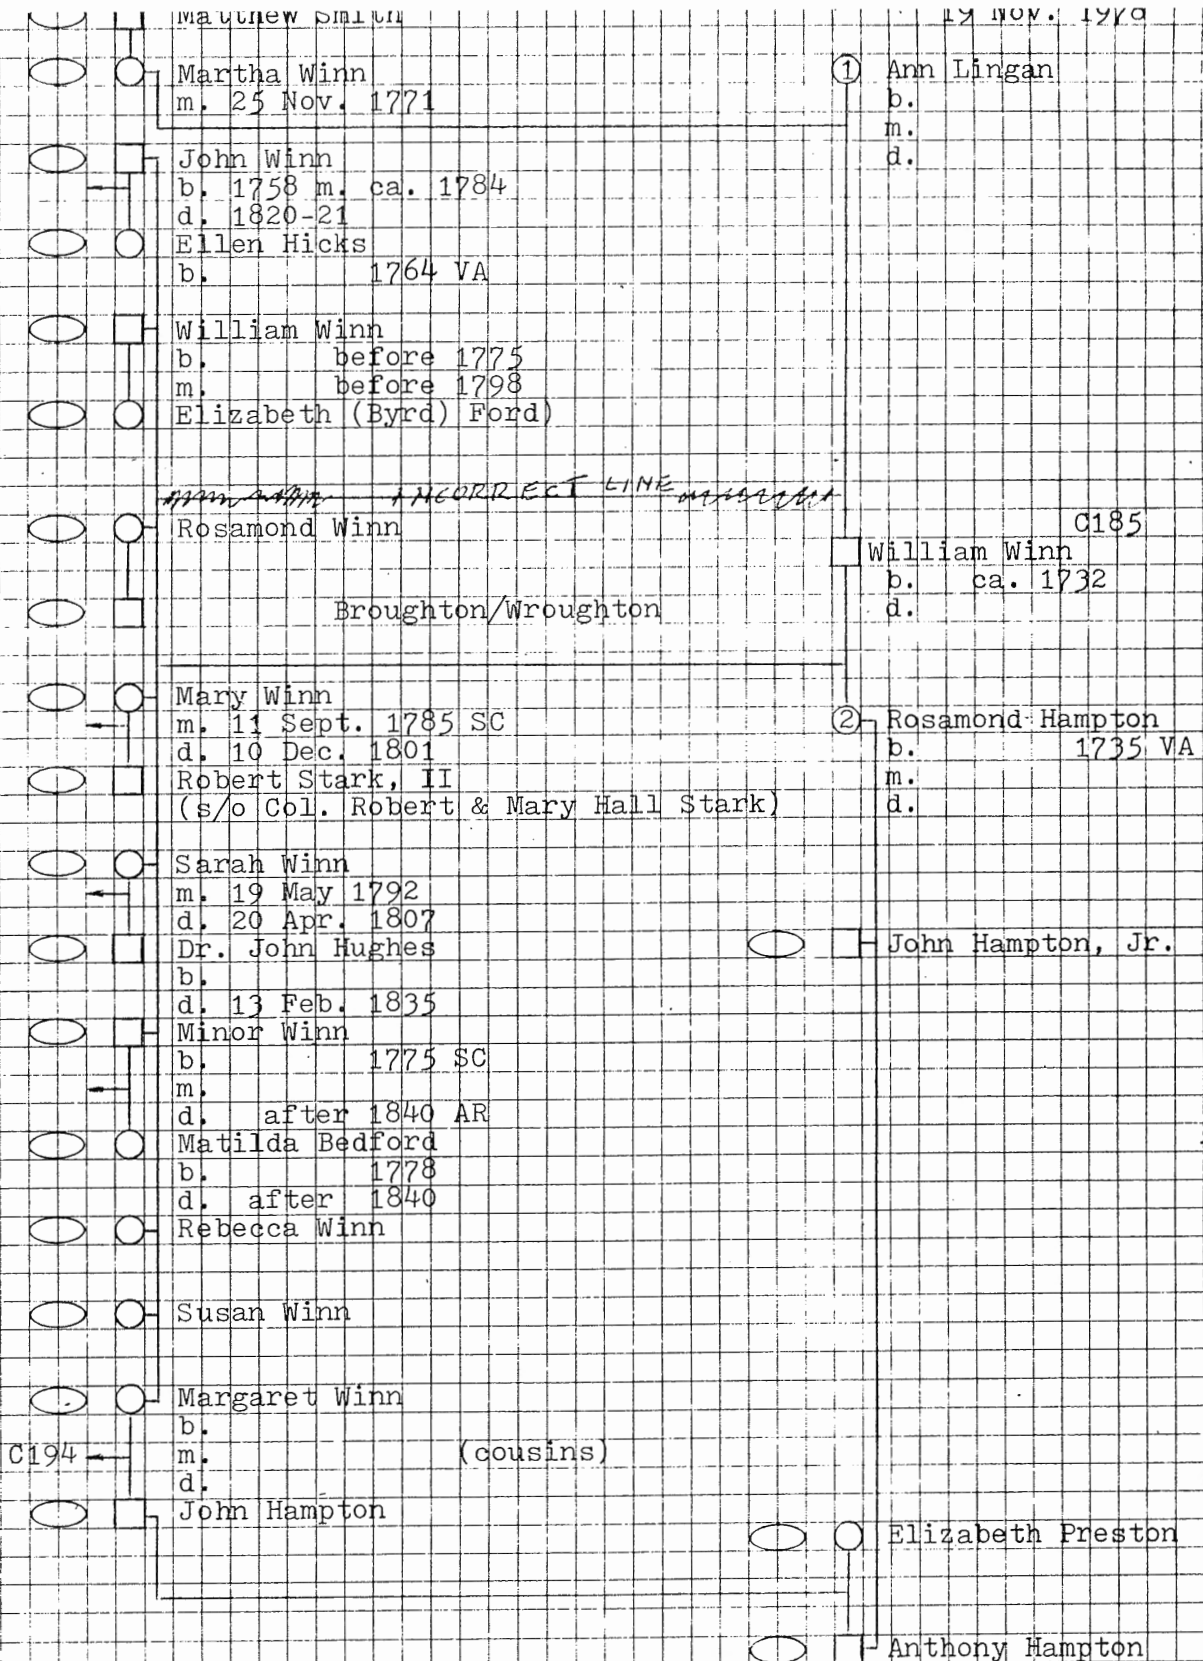 Matthew Smith
19 Nov. 1978
Martha Winn
m. 25 Nov. 1771
1 Ann Lingan
b.
m.
d.
John Winn
b. 1758 m. ca. 1784
d. 1820-21
Ellen Hicks
b. 1764 VA
William Winn
b. before 1775
m. before 1798
Elizabeth (Byrd) Ford)
INCORRECT LINE
Rosamond Winn
Broughton/Wroughton
C185
William Winn
b. ca. 1732
d.
Mary Winn
m. 11 Sept. 1785 SC
d. 10 Dec. 1801
Robert Stark, II
(s/o Col. Robert & Mary Hall Stark)
2 Rosamond Hampton
b. 1735 VA
m.
d.
Sarah Winn
m. 19 May 1792
d. 20 Apr. 1807
Dr. John Hughes
b.
d. 13 Feb. 1835
John Hampton, Jr.
Minor Winn
b. 1775 SC
m.
d. after 1840 AR
Matilda Bedford
b. 1778
d. after 1840
Rebecca Winn
Susan Winn
Margaret Winn
b.
C194 m. (cousins)
d.
John Hampton
Elizabeth Preston
Anthony Hampton